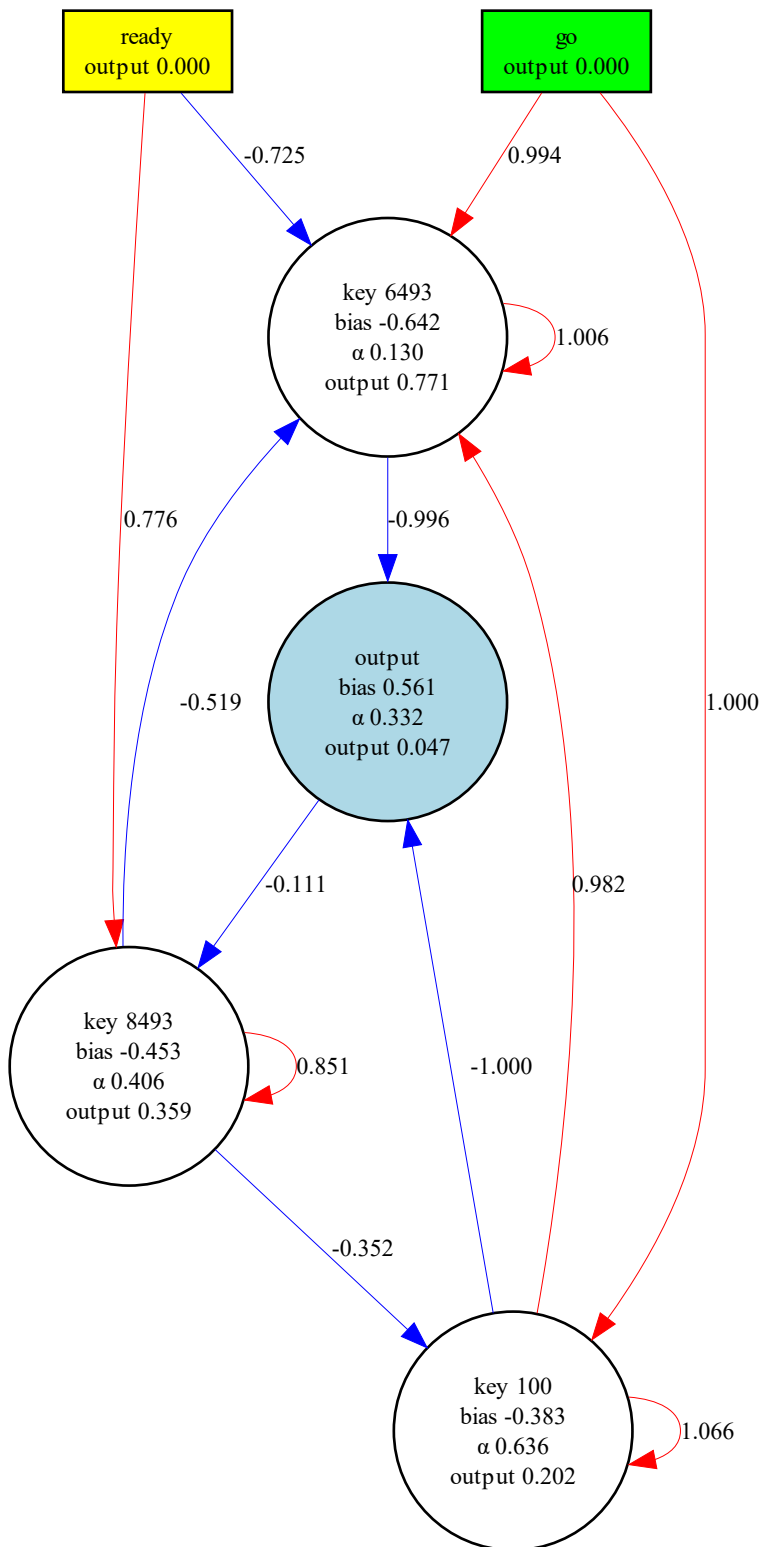 ready
output 0.000
go
output 0.000
-0.725
0.994
key 6493
bias -0.642
α 0.130
output 0.771
1.006
0.776
-0.996
-0.519
output
bias 0.561
α 0.332
output 0.047
1.000
-0.111
0.982
key 8493
bias -0.453
α 0.406
output 0.359
0.851
-1.000
-0.352
key 100
bias -0.383
α 0.636
output 0.202
1.066